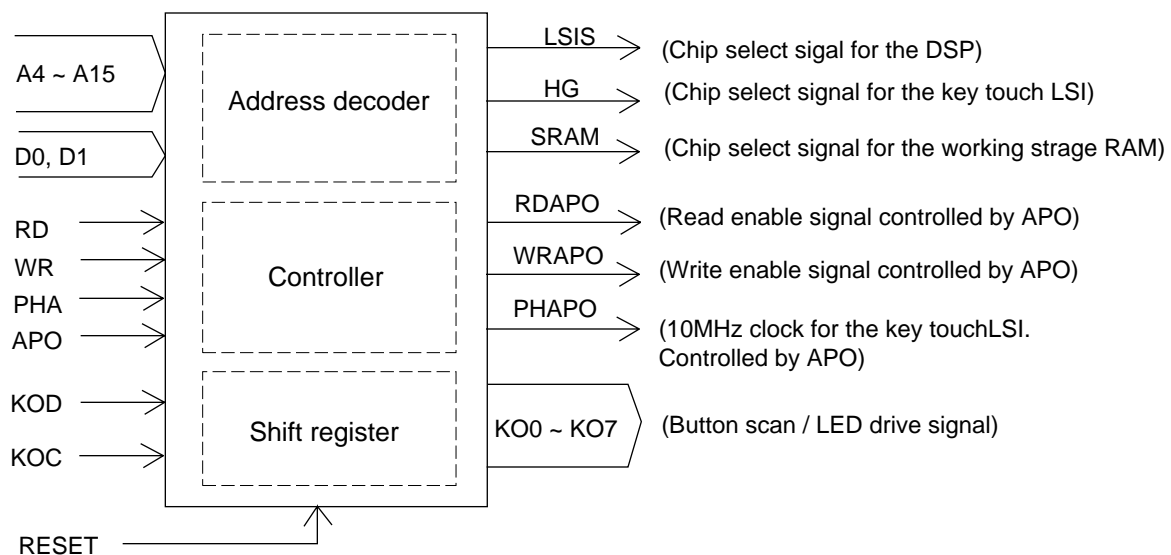 LSIS
(Chip select sigal for the DSP)
A4 ~ A15
Address decoder
HG
(Chip select signal for the key touch LSI)
SRAM
(Chip select signal for the working strage RAM)
D0, D1
RDAPO
(Read enable signal controlled by APO)
RD
WRAPO
(Write enable signal controlled by APO)
WR
Controller
PHA
PHAPO
(10MHz clock for the key touchLSI.
Controlled by APO)
APO
KOD
Shift register
KO0 ~ KO7
(Button scan / LED drive signal)
KOC
RESET